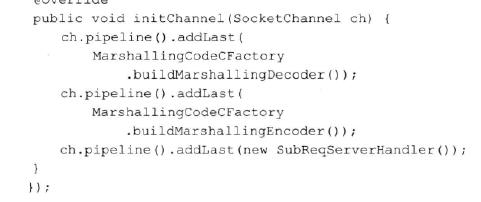 @Override
public void initChannel(SocketChannel ch) {
ch.pipeline().addLast(
MarshallingCodeCFactory
.buildMarshallingDecoder());
ch.pipeline().addLast(
MarshallingCodeCFactory
.buildMarshallingEncoder());
ch.pipeline().addLast(new SubReqServerHandler());
}
});